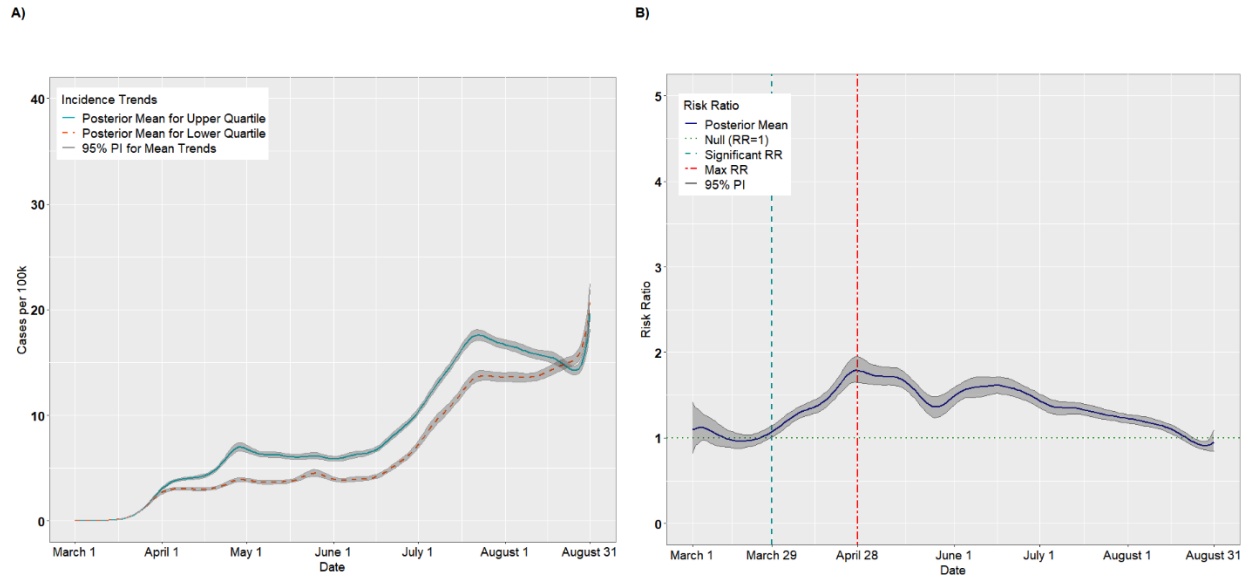 A)
Incidence Trends
Posterior Mean for Upper Quartile
Posterior Mean for Lower Quartile
95% PI for Mean Trends
Cases per 100k
40
30
20
10
0
March 1
April 1
May 1
June 1
July 1
August 1
August 31
Date
B)
Risk Ratio
Posterior Mean
Null (RR=1)
Significant RR
Max RR
95% PI
Risk Ratio
5
4
3
2
1
0
March 1
March 29
April 28
June 1
July 1
August 1
August 31
Date